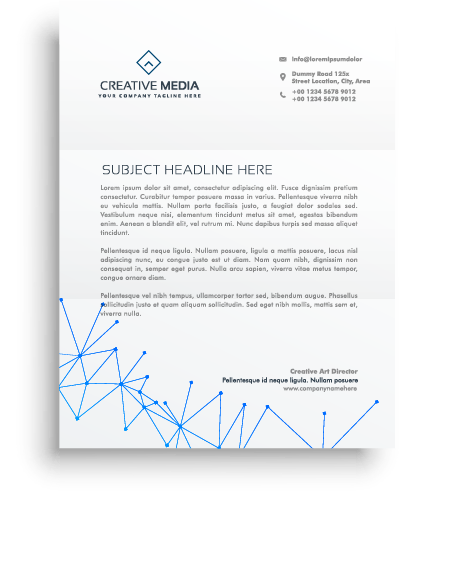 CREATIVE MEDIA
YOUR COMPANY TAGLINE HERE
info@loremipsumdolor
Dummy Road 125x
Street Location, City, Area
+00 1234 5678 9012
+00 1234 5678 9012
SUBJECT HEADLINE HERE
Lorem ipsum dolor sit amet, consectetur adipiscing elit. Fusce dignissim pretium
consectetur. Curabitur tempor posuere massa in varius. Pellentesque viverra nibh
eu vehicula mattis. Nullam porta facilisis justo, a feugiat dolor sodales sed.
Vestibulum neque nisi, elementum tincidunt metus sit amet, egestas bibendum
enim. Aenean a blandit elit, vel rutrum mi. Nunc dapibus turpis sed massa aliquet
tincidunt.
Pellentesque id neque ligula. Nullam posuere, ligula a mattis posuere, locus nisl
adipiscing nunc, eu congue justo est ut diam. Nam quam nibh, dignissim non
consequat in, semper eget purus. Nulla arcu sapien, viverra vitae metus tempor,
congue ornare diam.
Pellentesque vel nibh tempus, ullamcorper tortor sed, bibendum augue. Phasellus
sollicitudin justo et quam aliquam sollicitudin. Sed eget nibh mollis, mattis sem et,
viverra nulla.
Creative Art Director
Pellentesque id neque ligula. Nullam posuere
www.companynamehere